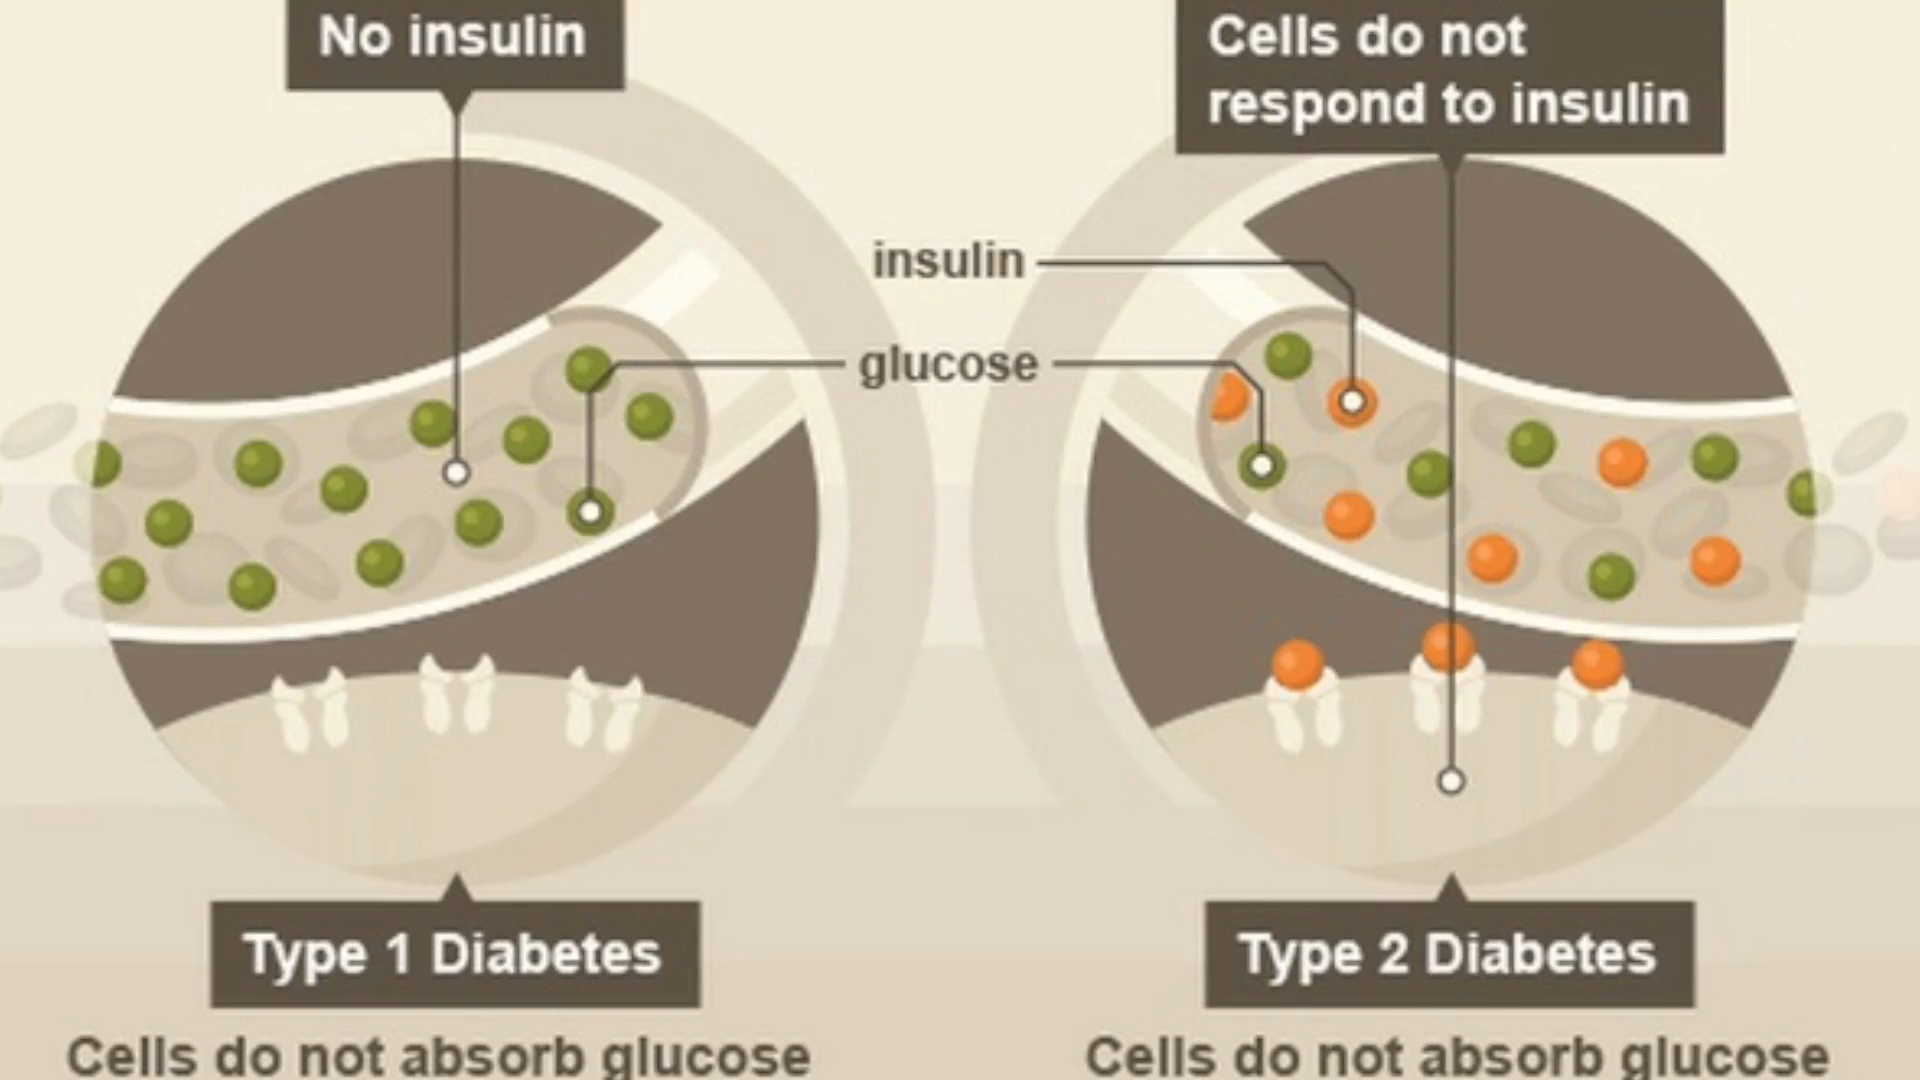 No insulin
Cells do not
respond to insulin
insulin
glucose
Type 1 Diabetes
Type 2 Diabetes
Cells do not absorb glucose
Cells do not absorb glucose